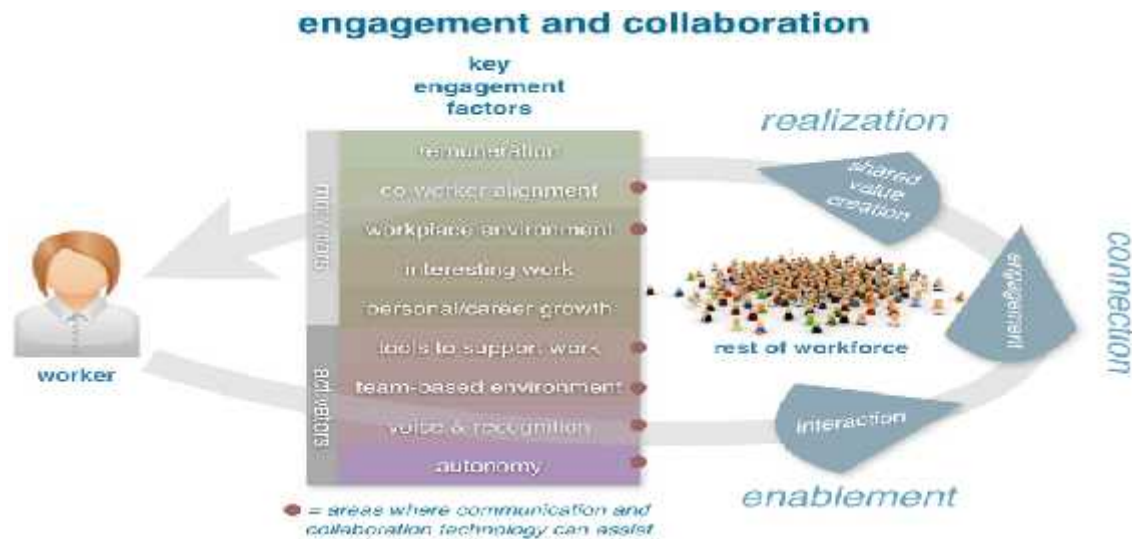 engagement and collaboration
key
engagement
factors
remuneration
co-worker alignment
workplace environment
interesting work
personal/career growth
tools to support work
team-based environment
voice & recognition
autonomy
motivators
activators
worker
realization
shared
value
creation
connection
engagement
rest of workforce
interaction
enablement
= areas where communication and
collaboration technology can assist